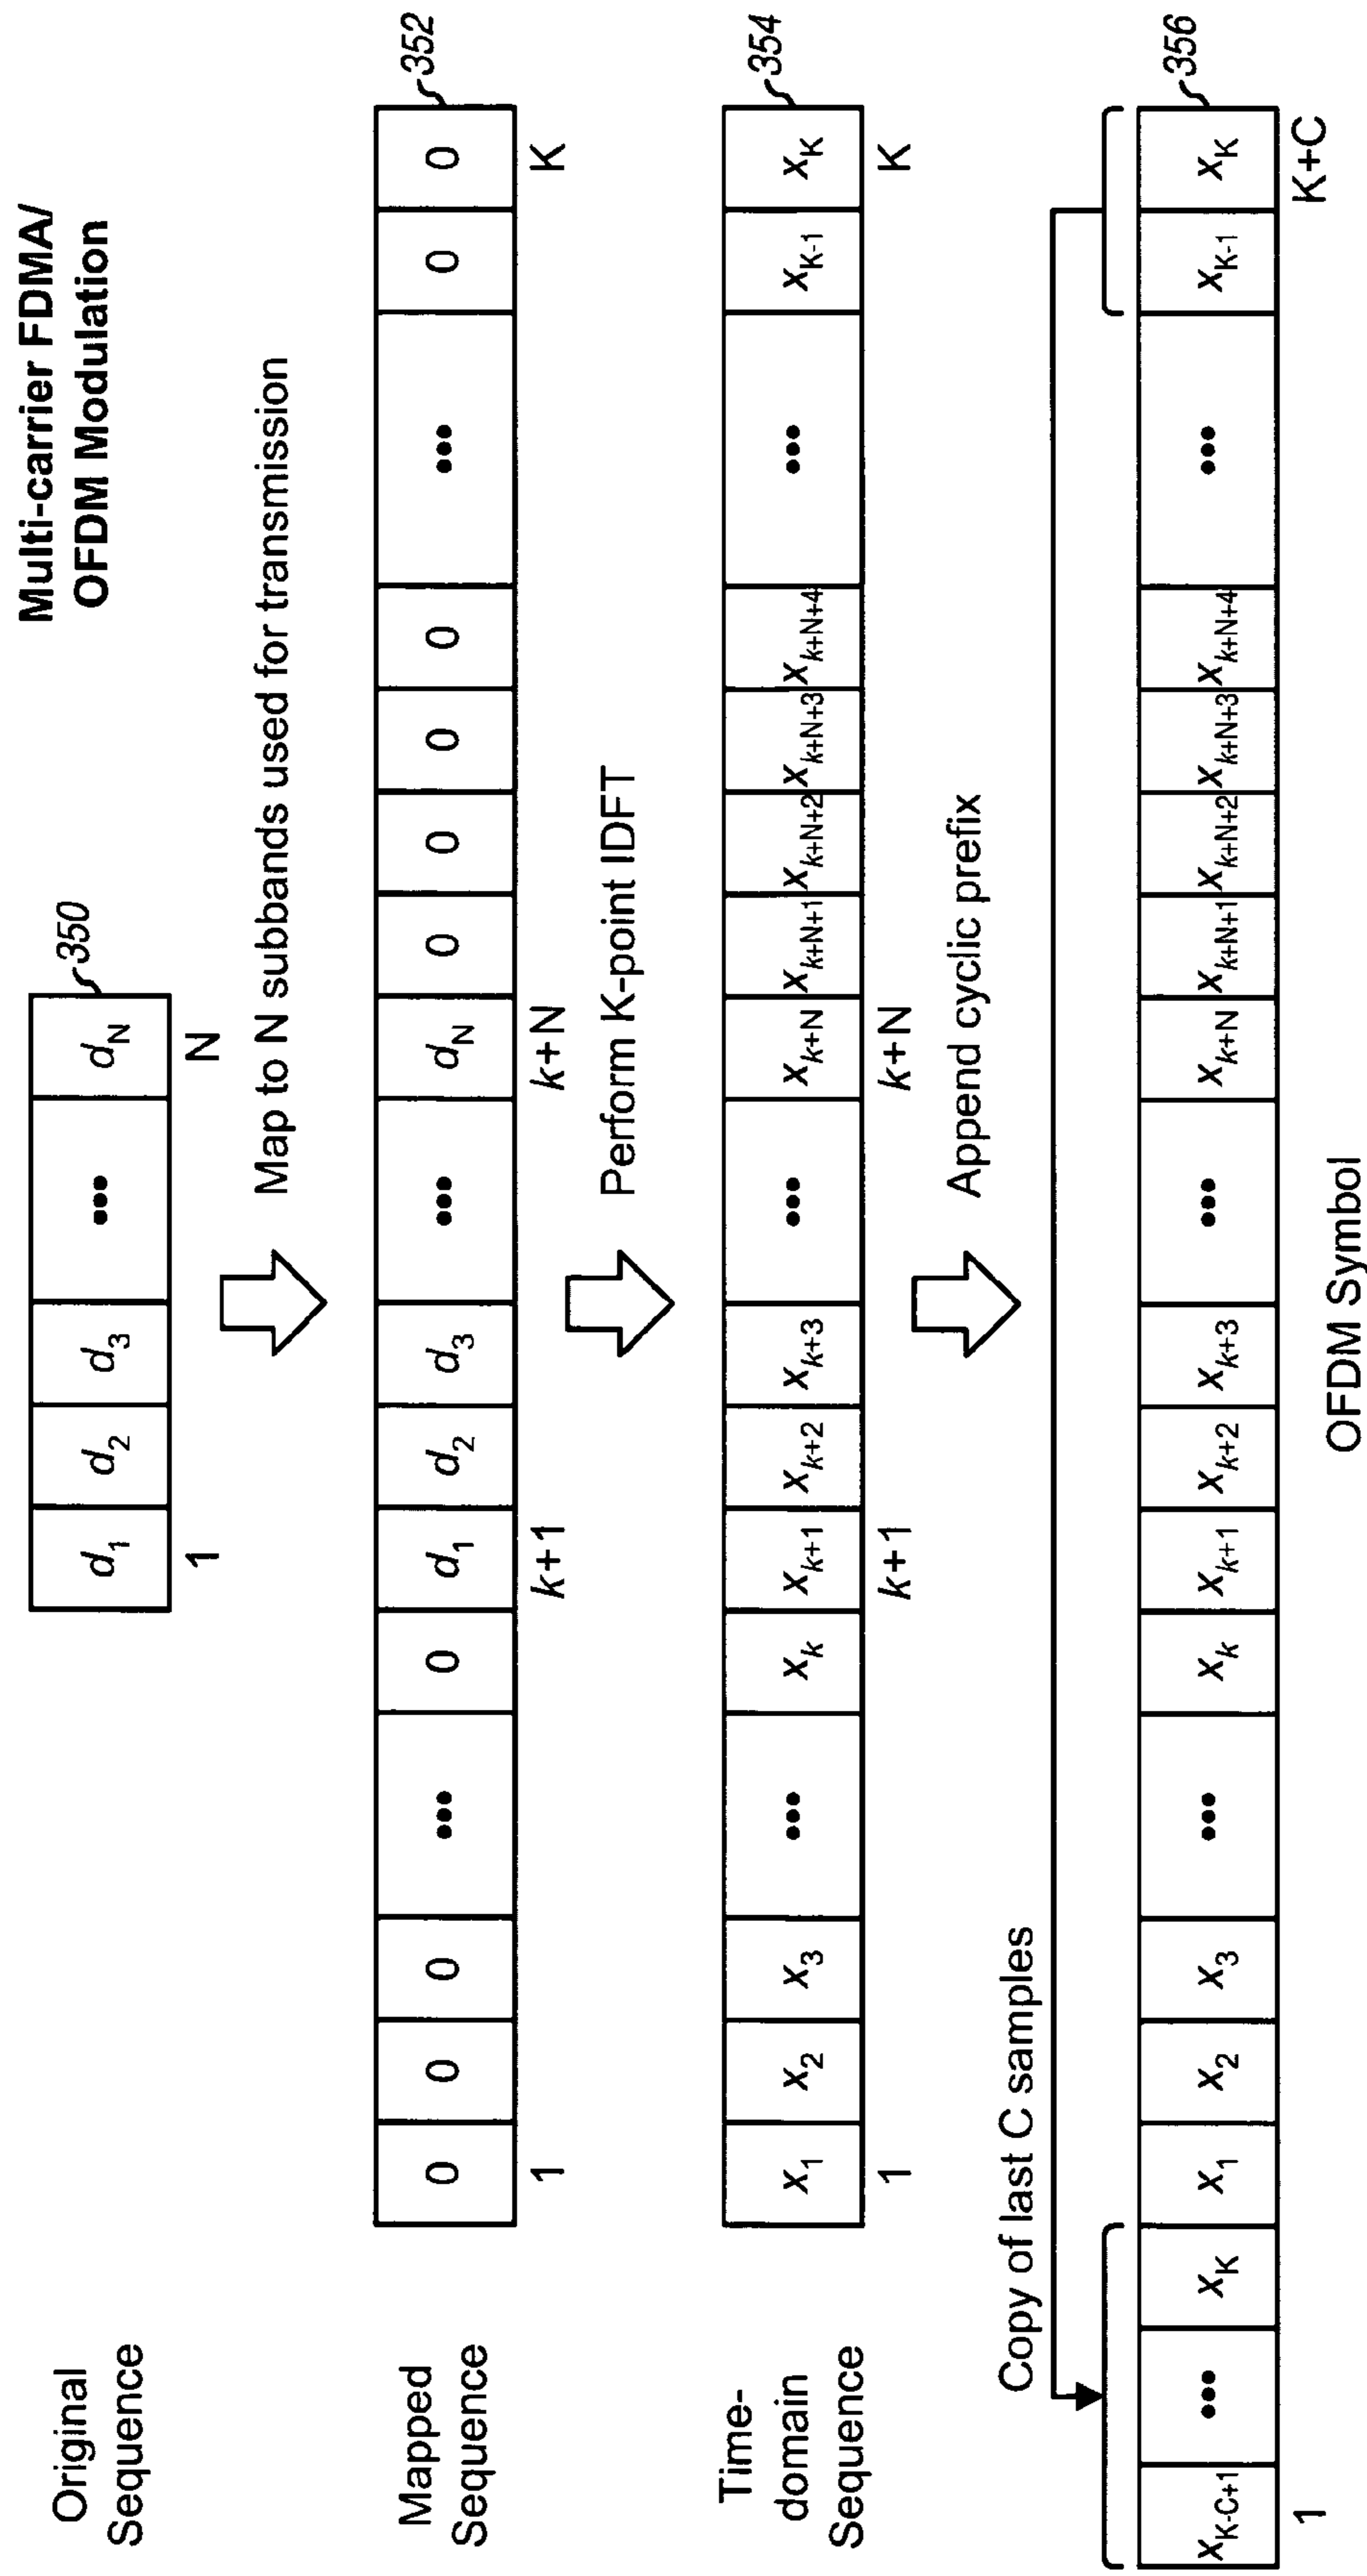 Multi-carrier FDMA/
OFDM Modulation
Original
Sequence
d1 d2 d3 ••• dN
350
1 N
Map to N subbands used for transmission
Mapped
Sequence
0 0 0 ••• 0 d1 d2 d3 ••• dN 0 0 0 0 ••• 0 0
352
1 k+1 k+N K
Perform K-point IDFT
Time-
domain
Sequence
x1 x2 x3 ••• xk xk+1 xk+2 xk+3 ••• xk+N xk+N+1 xk+N+2 xk+N+3 xk+N+4 ••• xK-1 xK
354
1 k+1 k+N K
Append cyclic prefix
Copy of last C samples
xK-C+1 ••• xK x1 x2 x3 ••• xk xk+1 xk+2 xk+3 ••• xk+N xk+N+1 xk+N+2 xk+N+3 xk+N+4 ••• xK-1 xK
356
1 K+C
OFDM Symbol